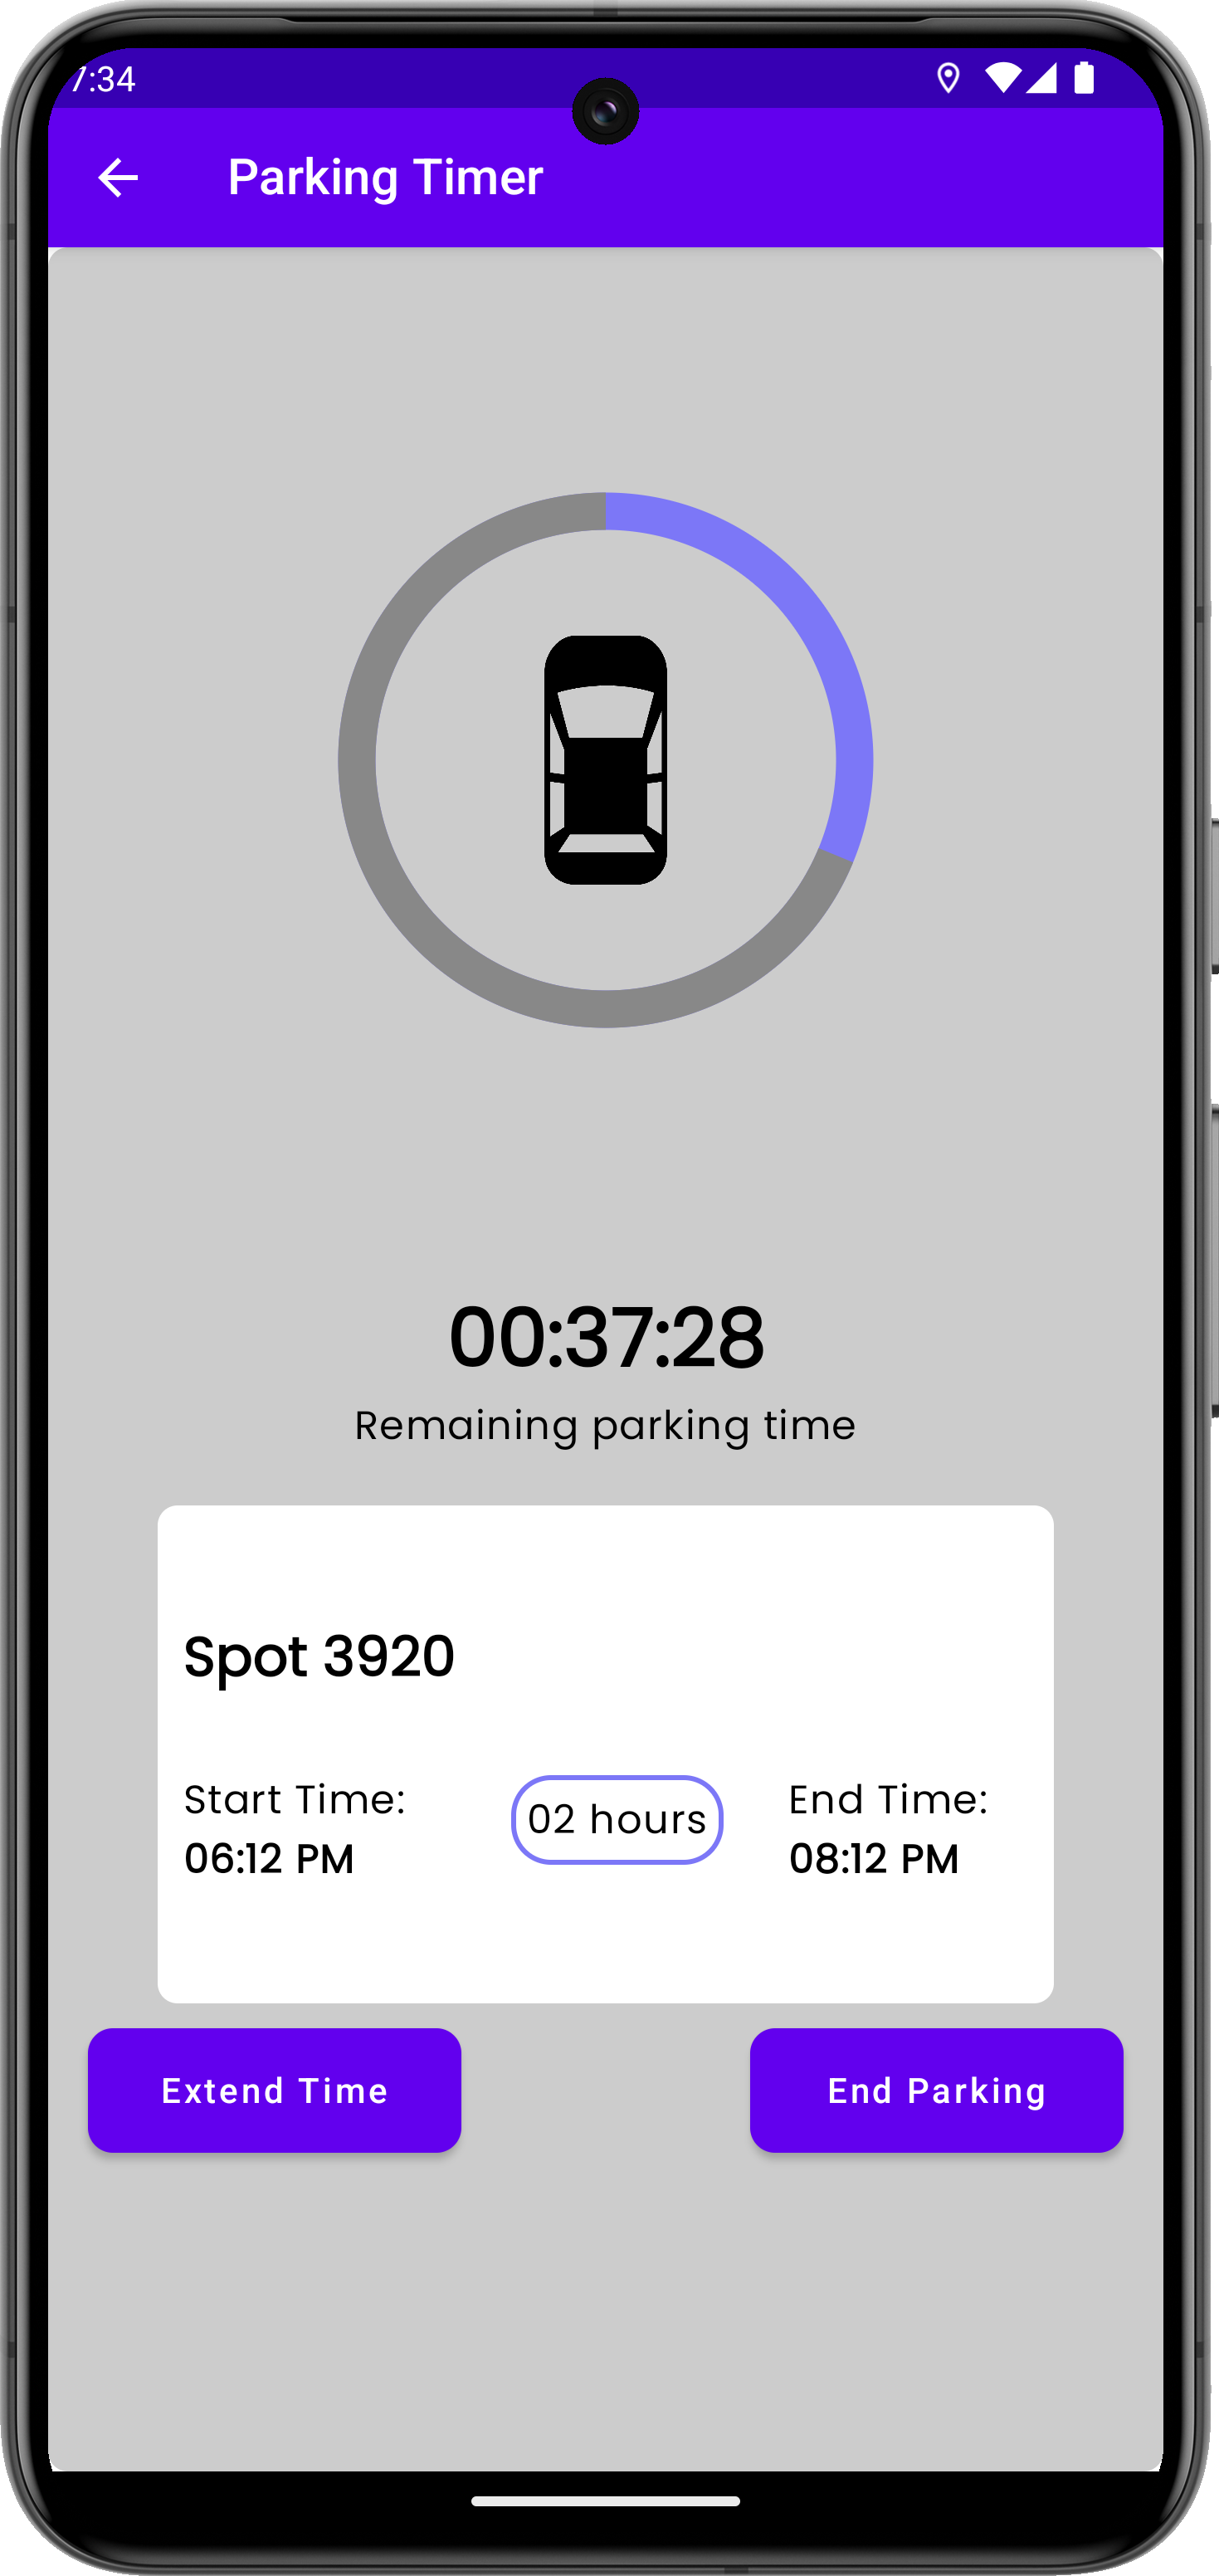 7:34
Parking Timer
00:37:28
Remaining parking time
Spot 3920
Start Time:
02 hours
End Time:
06:12 PM
08:12 PM
Extend Time
End Parking